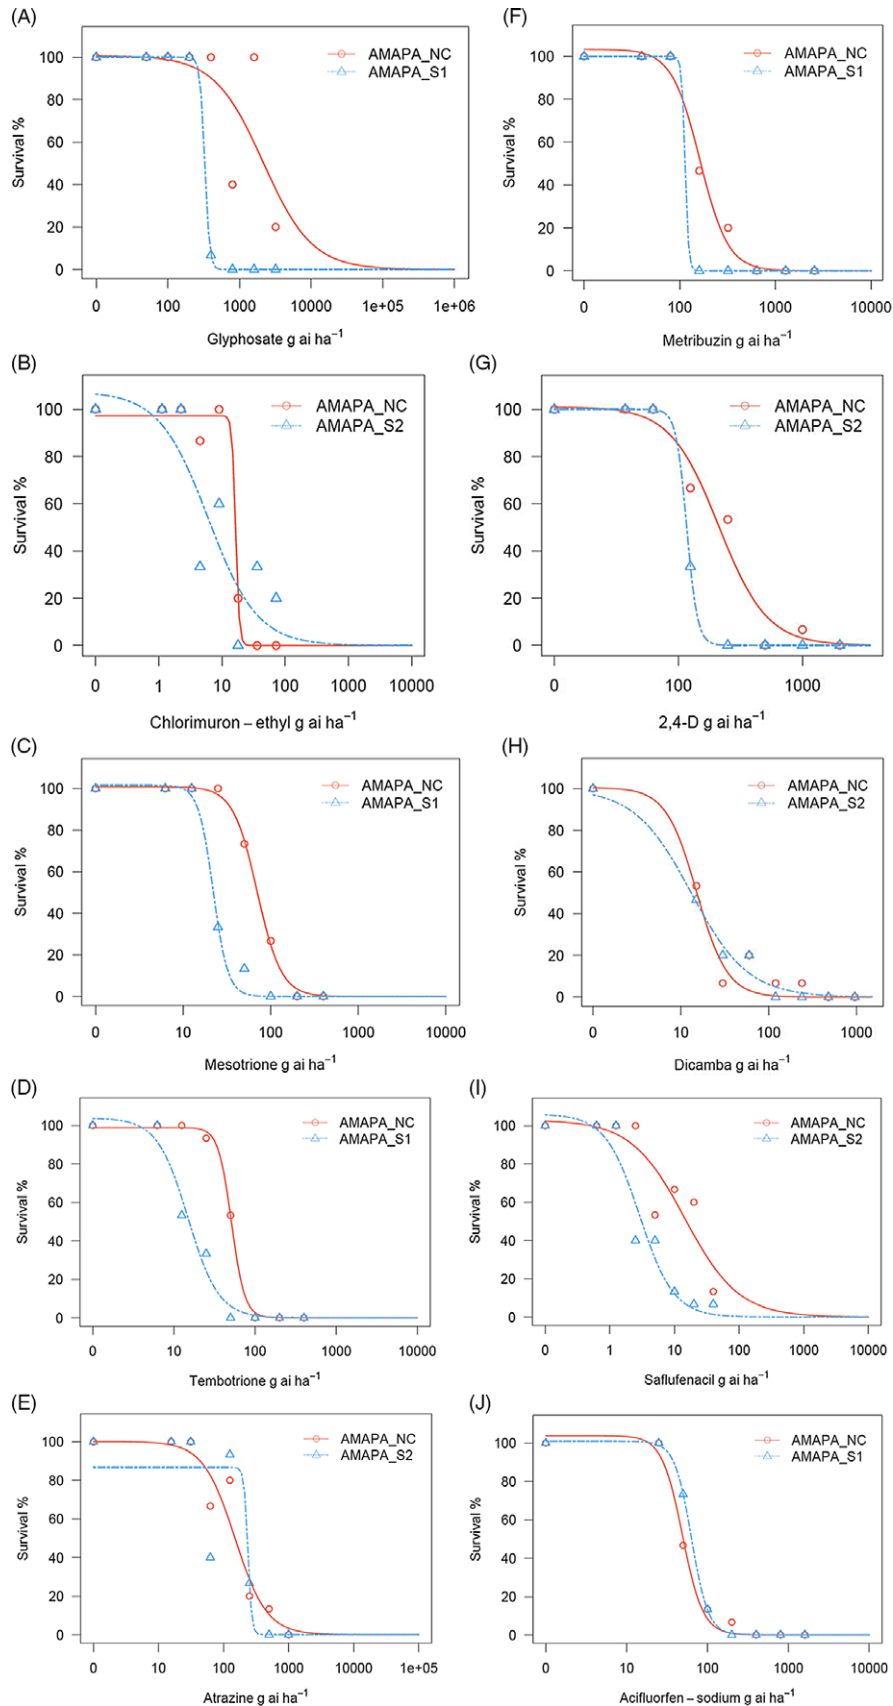 (A)
AMAPA_NC
AMAPA_S1
Survival %
100
80
60
40
20
0
0 100 1000 10000 1e+05 1e+06
Glyphosate g ai ha⁻¹
(B)
AMAPA_NC
AMAPA_S2
Survival %
100
80
60
40
20
0
0 1 10 100 1000 10000
Chlorimuron – ethyl g ai ha⁻¹
(C)
AMAPA_NC
AMAPA_S1
Survival %
100
80
60
40
20
0
0 10 100 1000 10000
Mesotrione g ai ha⁻¹
(D)
AMAPA_NC
AMAPA_S1
Survival %
100
80
60
40
20
0
0 10 100 1000 10000
Tembotrione g ai ha⁻¹
(E)
AMAPA_NC
AMAPA_S2
Survival %
100
80
60
40
20
0
0 10 100 1000 10000 1e+05
Atrazine g ai ha⁻¹
(F)
AMAPA_NC
AMAPA_S1
Survival %
100
80
60
40
20
0
0 100 1000 10000
Metribuzin g ai ha⁻¹
(G)
AMAPA_NC
AMAPA_S2
Survival %
100
80
60
40
20
0
0 100 1000
2,4-D g ai ha⁻¹
(H)
AMAPA_NC
AMAPA_S2
Survival %
100
80
60
40
20
0
0 10 100 1000
Dicamba g ai ha⁻¹
(I)
AMAPA_NC
AMAPA_S2
Survival %
100
80
60
40
20
0
0 1 10 100 1000 10000
Saflufenacil g ai ha⁻¹
(J)
AMAPA_NC
AMAPA_S1
Survival %
100
80
60
40
20
0
0 10 100 1000 10000
Acifluorfen – sodium g ai ha⁻¹